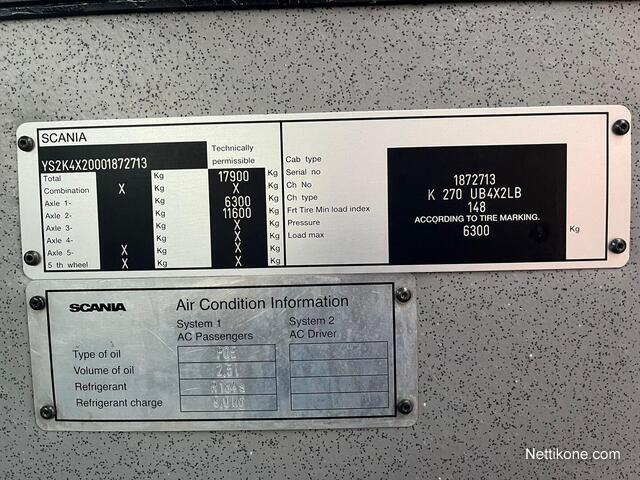 SCANIA
YS2K4X20001872713
Technically
permissible
Total Kg 17900 Kg
Combination X Kg X Kg
Axle 1- Kg 6300 Kg
Axle 2- Kg 11600 Kg
Axle 3- Kg X Kg
Axle 4- Kg X Kg
Axle 5- X Kg X Kg
5 th wheel X Kg X Kg
Cab type
Serial no 1872713
Ch No K 270 UB4X2LB
Ch type
Frt Tire Min load index 148
Pressure ACCORDING TO TIRE MARKING.
Load max 6300 Kg
SCANIA Air Condition Information
System 1 System 2
AC Passengers AC Driver
Type of oil POE
Volume of oil 2,5l
Refrigerant R134a
Refrigerant charge
Nettikone.com